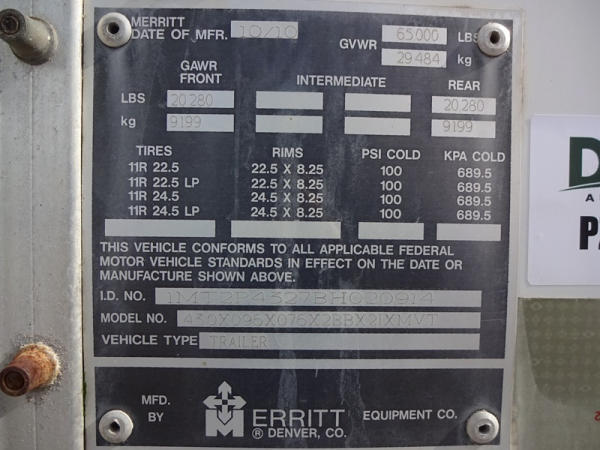 MERRITT
DATE OF MFR. 10/10
GVWR 65000 LBS
29484 kg
GAWR
FRONT INTERMEDIATE REAR
LBS 20280 20280
kg 9199 9199
TIRES RIMS PSI COLD KPA COLD
11R 22.5 22.5 X 8.25 100 689.5
11R 22.5 LP 22.5 X 8.25 100 689.5
11R 24.5 24.5 X 8.25 100 689.5
11R 24.5 LP 24.5 X 8.25 100 689.5
THIS VEHICLE CONFORMS TO ALL APPLICABLE FEDERAL
MOTOR VEHICLE STANDARDS IN EFFECT ON THE DATE OR
MANUFACTURE SHOWN ABOVE.
I.D. NO. 1MT2P4327BH020914
MODEL NO.
VEHICLE TYPE TRAILER
MFD.
BY
MERRITT EQUIPMENT CO.
® DENVER, CO.
D
A
PA